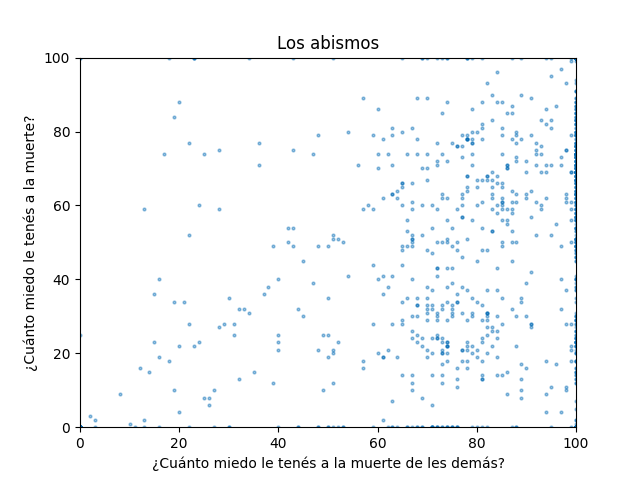 Los abismos
100
80
60
40
20
0
¿Cuánto miedo le tenés a la muerte?
0 20 40 60 80 100
¿Cuánto miedo le tenés a la muerte de les demás?